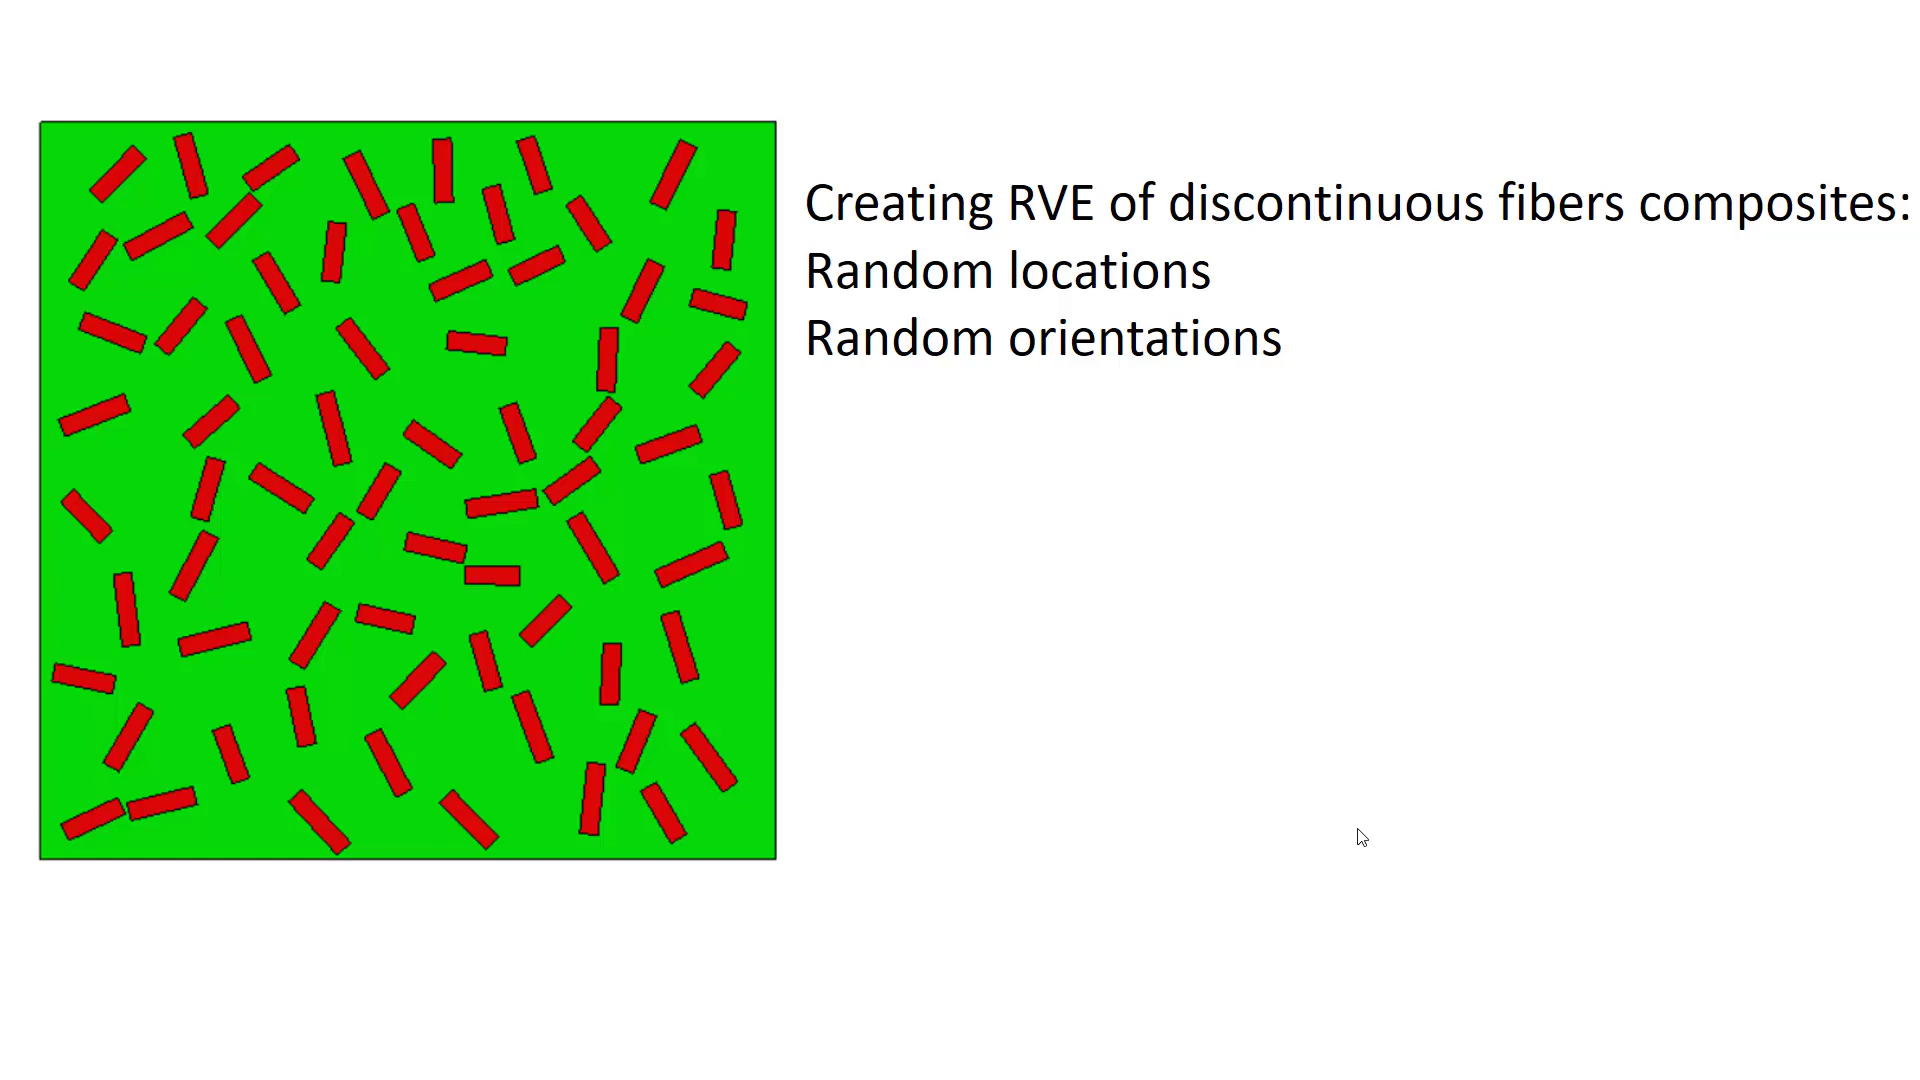 Creating RVE of discontinuous fibers composites:
Random locations
Random orientations